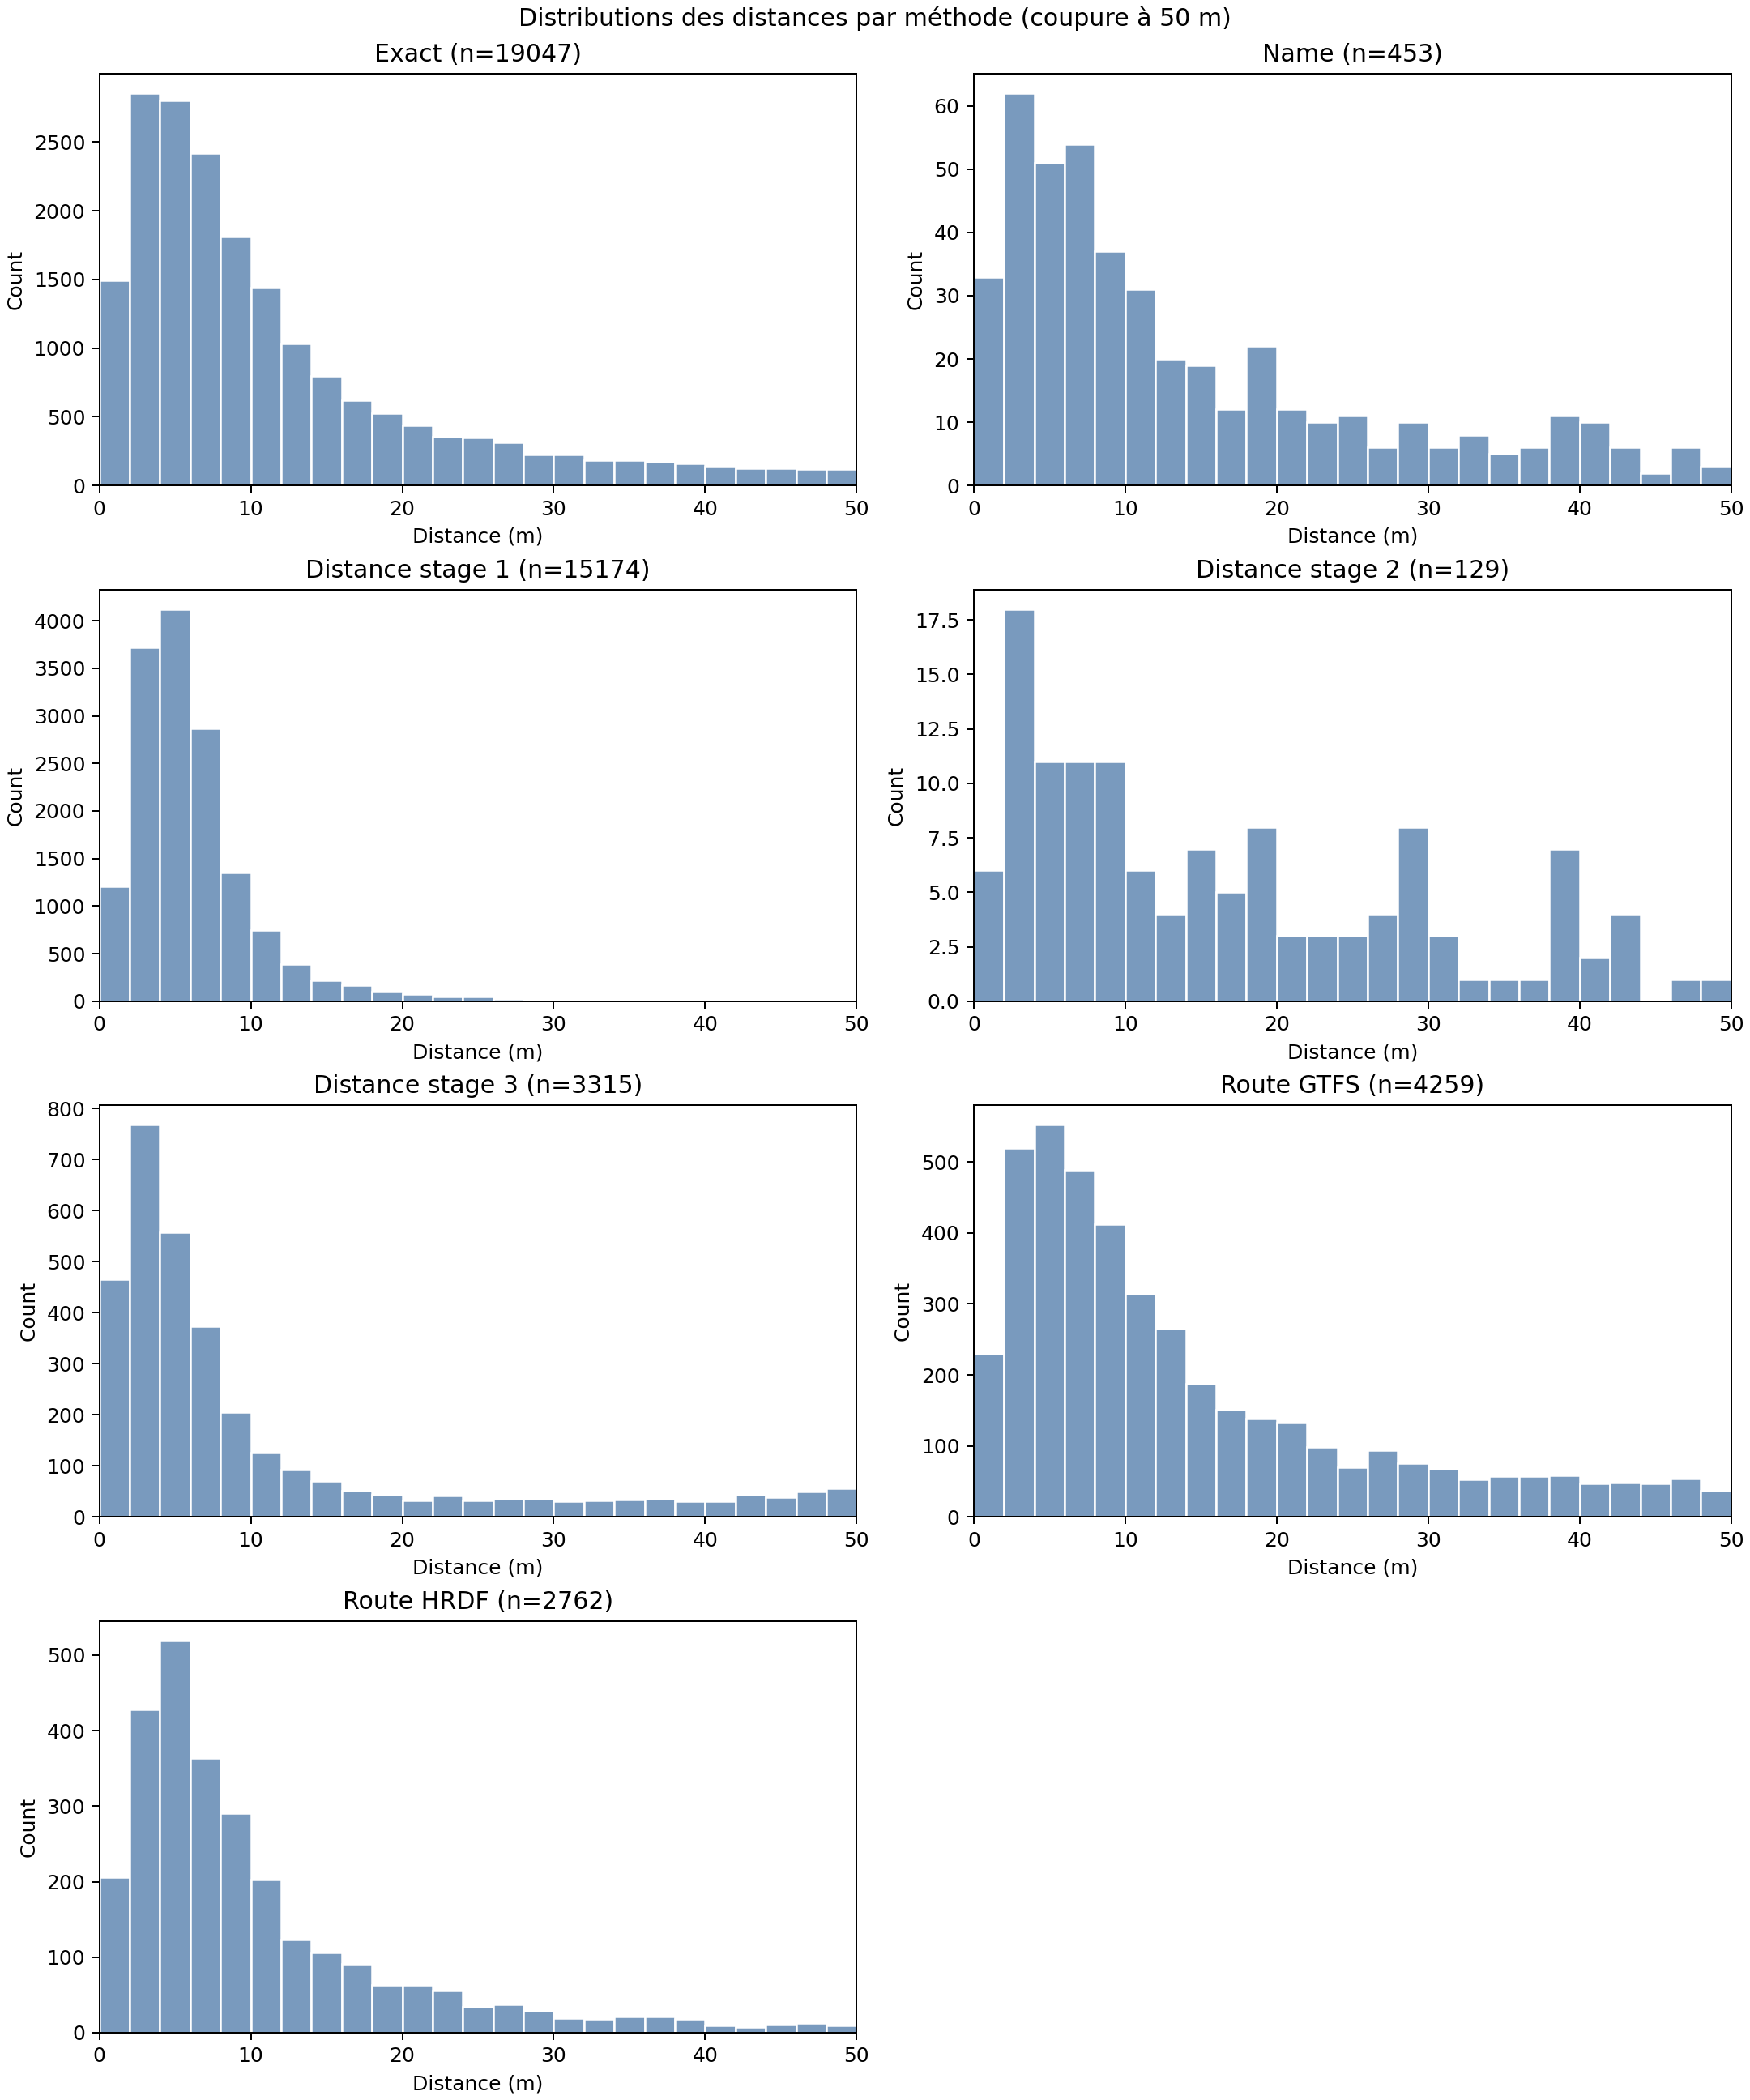 Distributions des distances par méthode (coupure à 50 m)
Exact (n=19047)
Count
2500
2000
1500
1000
500
0
0 10 20 30 40 50
Distance (m)
Name (n=453)
Count
60
50
40
30
20
10
0
0 10 20 30 40 50
Distance (m)
Distance stage 1 (n=15174)
Count
4000
3500
3000
2500
2000
1500
1000
500
0
0 10 20 30 40 50
Distance (m)
Distance stage 2 (n=129)
Count
17.5
15.0
12.5
10.0
7.5
5.0
2.5
0.0
0 10 20 30 40 50
Distance (m)
Distance stage 3 (n=3315)
Count
800
700
600
500
400
300
200
100
0
0 10 20 30 40 50
Distance (m)
Route GTFS (n=4259)
Count
500
400
300
200
100
0
0 10 20 30 40 50
Distance (m)
Route HRDF (n=2762)
Count
500
400
300
200
100
0
0 10 20 30 40 50
Distance (m)